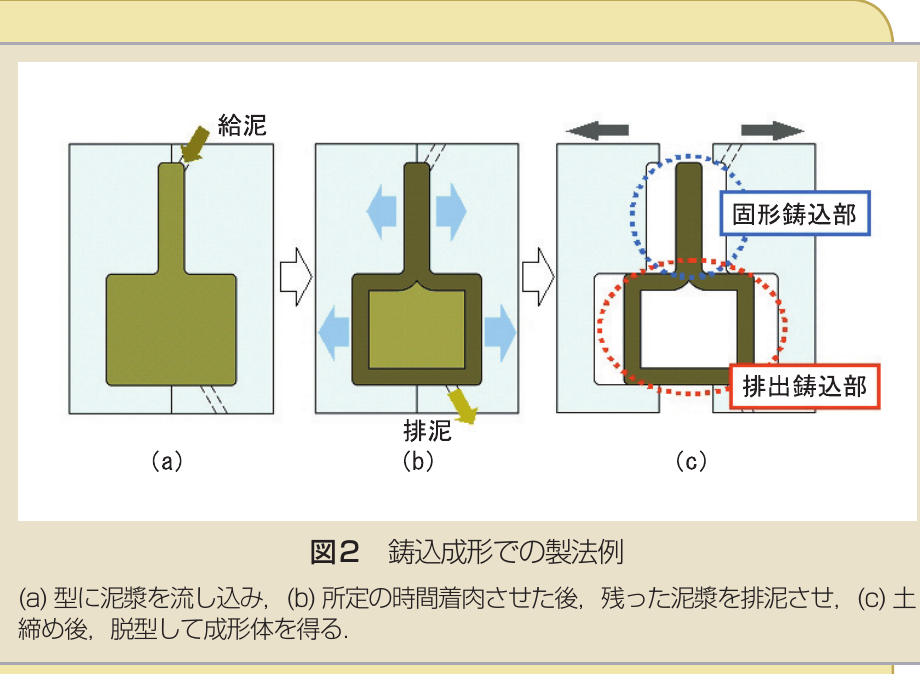 給泥
固形鋳込部
排出鋳込部
排泥
(a)
(b)
(c)
図2 鋳込成形での製法例
(a) 型に泥漿を流し込み，(b) 所定の時間着肉させた後，残った泥漿を排泥させ，(c) 土
締め後，脱型して成形体を得る.